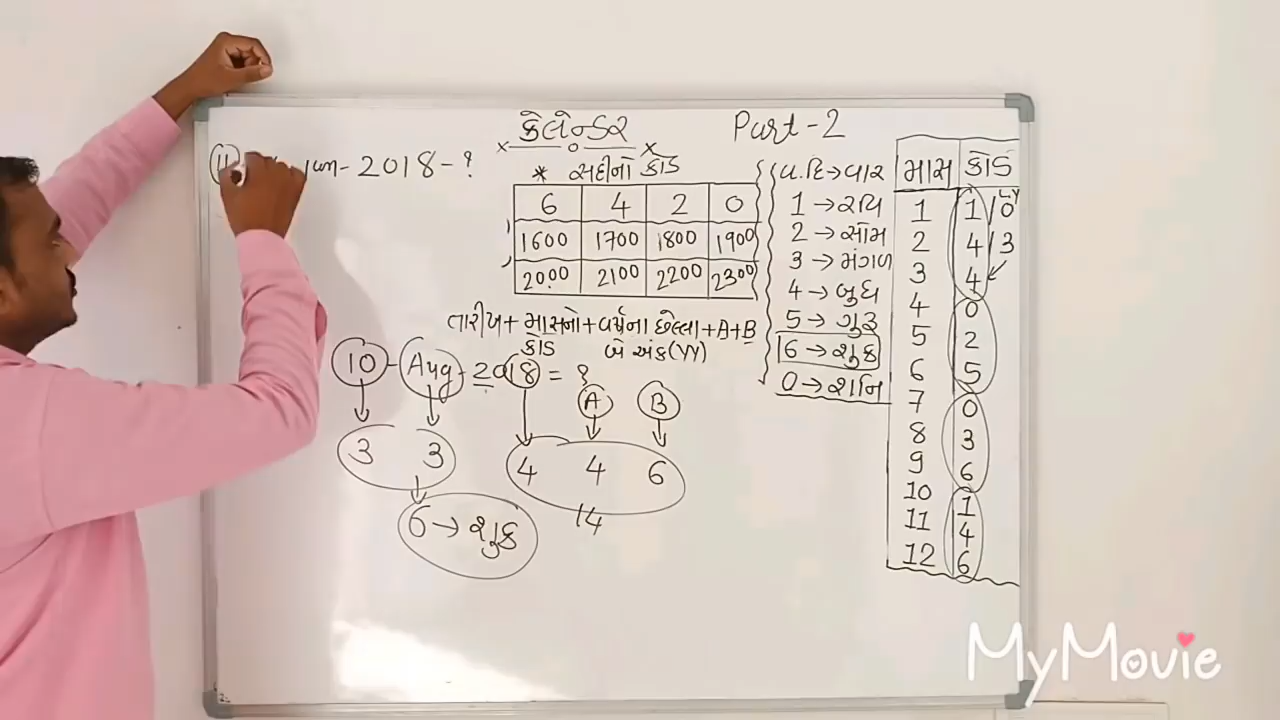 કેલેન્ડર
Part-2
* સદીનો કોડ
6 4 2 0
1600 1700 1800 1900
2000 2100 2200 2300
વ.દિ→વાર
1→રવિ
2→સોમ
3→મંગળ
4→બુધ
5→ગુરૂ
6→શુક્ર
0→શનિ
માસ કોડ
LY
1 1/0
2 4/3
3 4
4 0
5 2
6 5
7 0
8 3
9 6
10 1
11 4
12 6
-2018-?
તારીખ+માસનો+વર્ષના છેલ્લા+A+B
કોડ બે અંક(YY)
10-Aug-2018=?
A B
3 3 4 4 6
6→શુક્ર
14
MyMovie